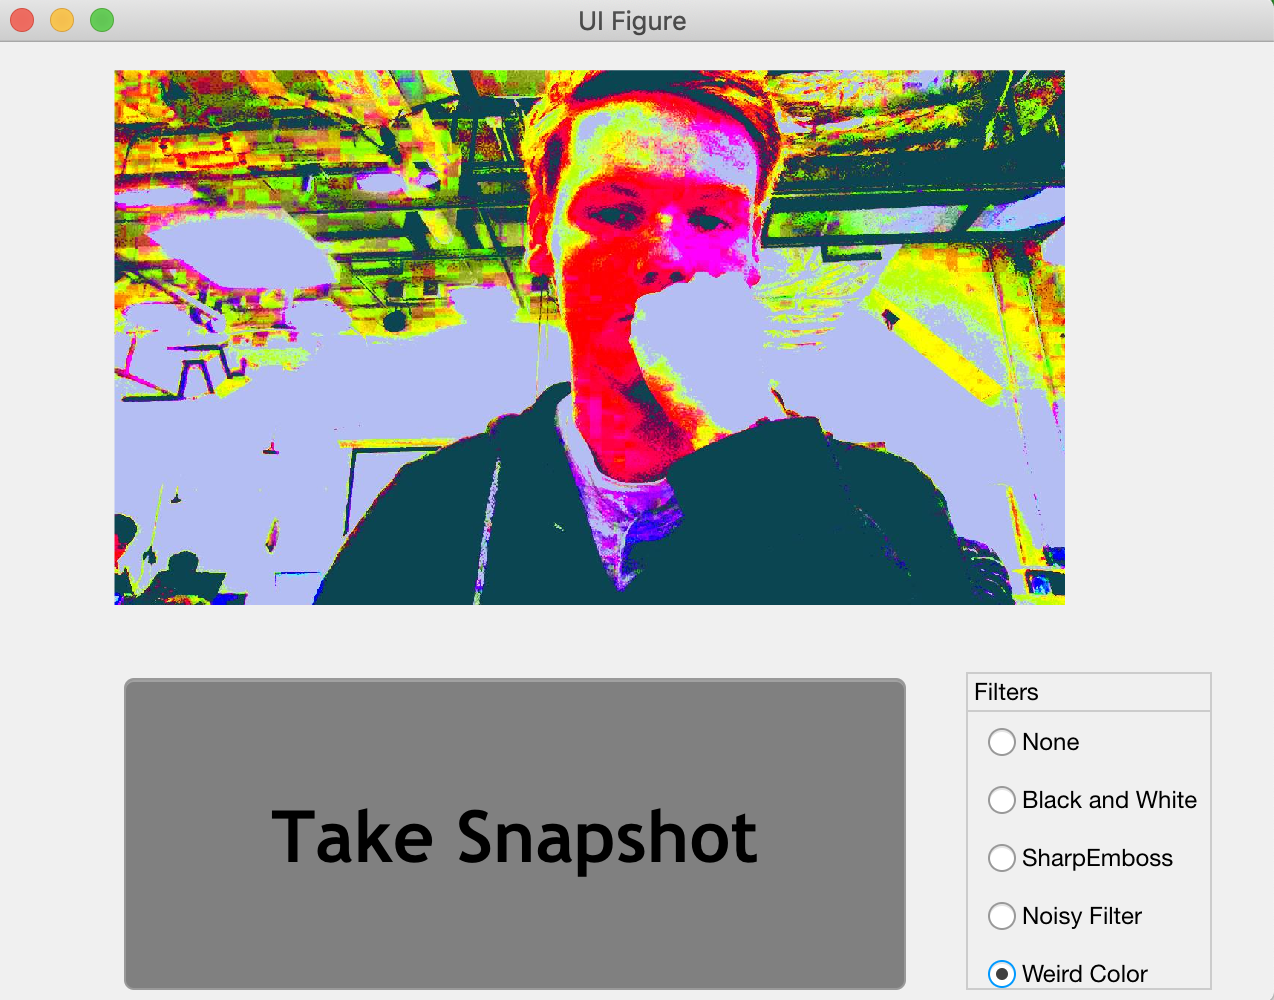 UI Figure
Take Snapshot
Filters
None
Black and White
SharpEmboss
Noisy Filter
Weird Color